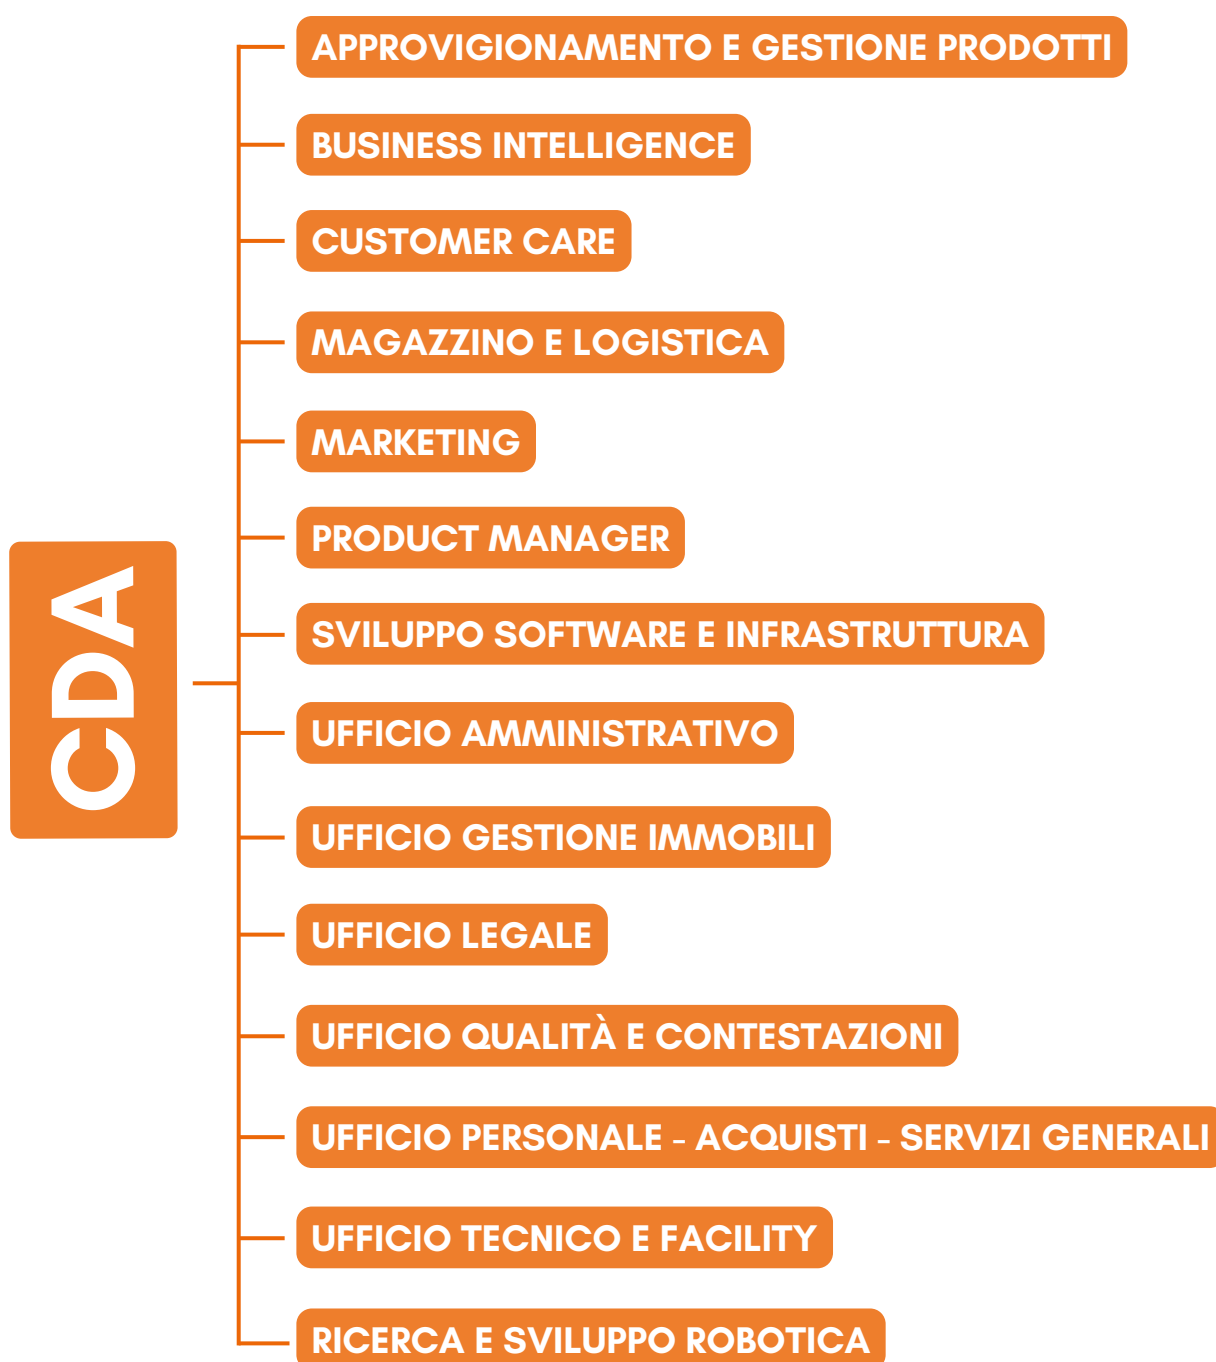 APPROVIGIONAMENTO E GESTIONE PRODOTTI
BUSINESS INTELLIGENCE
CUSTOMER CARE
MAGAZZINO E LOGISTICA
MARKETING
PRODUCT MANAGER
CDA
SVILUPPO SOFTWARE E INFRASTRUTTURA
UFFICIO AMMINISTRATIVO
UFFICIO GESTIONE IMMOBILI
UFFICIO LEGALE
UFFICIO QUALITÀ E CONTESTAZIONI
UFFICIO PERSONALE - ACQUISTI - SERVIZI GENERALI
UFFICIO TECNICO E FACILITY
RICERCA E SVILUPPO ROBOTICA